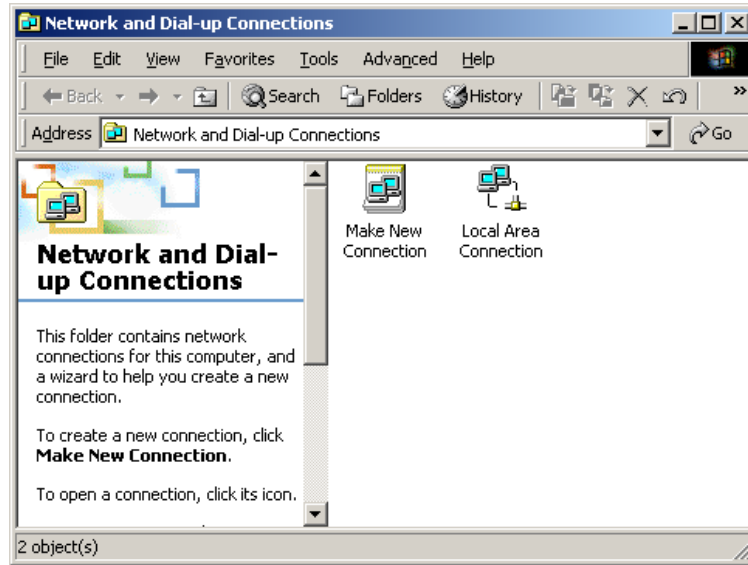 Network and Dial-up Connections
File Edit View Favorites Tools Advanced Help
Back Search Folders History »
Address Network and Dial-up Connections Go
Network and Dial-
up Connections
This folder contains network
connections for this computer, and
a wizard to help you create a new
connection.
To create a new connection, click
Make New Connection.
To open a connection, click its icon.
Make New
Connection
Local Area
Connection
2 object(s)